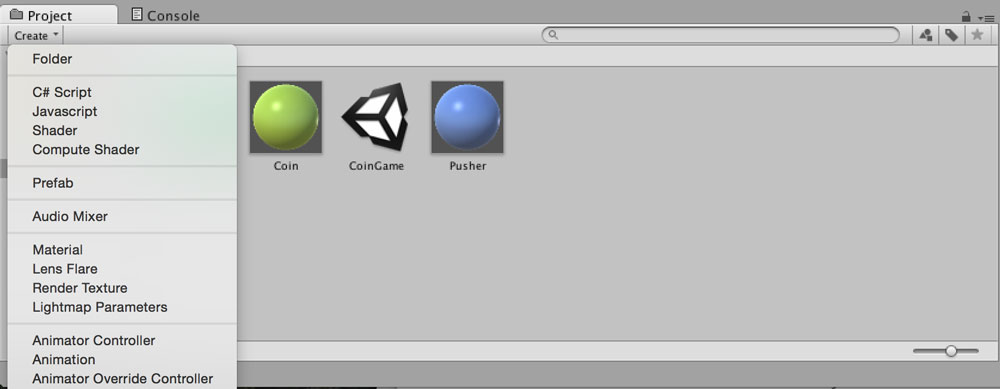 Project
Console
Create
Folder
C# Script
Javascript
Shader
Compute Shader
Prefab
Audio Mixer
Material
Lens Flare
Render Texture
Lightmap Parameters
Animator Controller
Animation
Animator Override Controller
Coin
CoinGame
Pusher